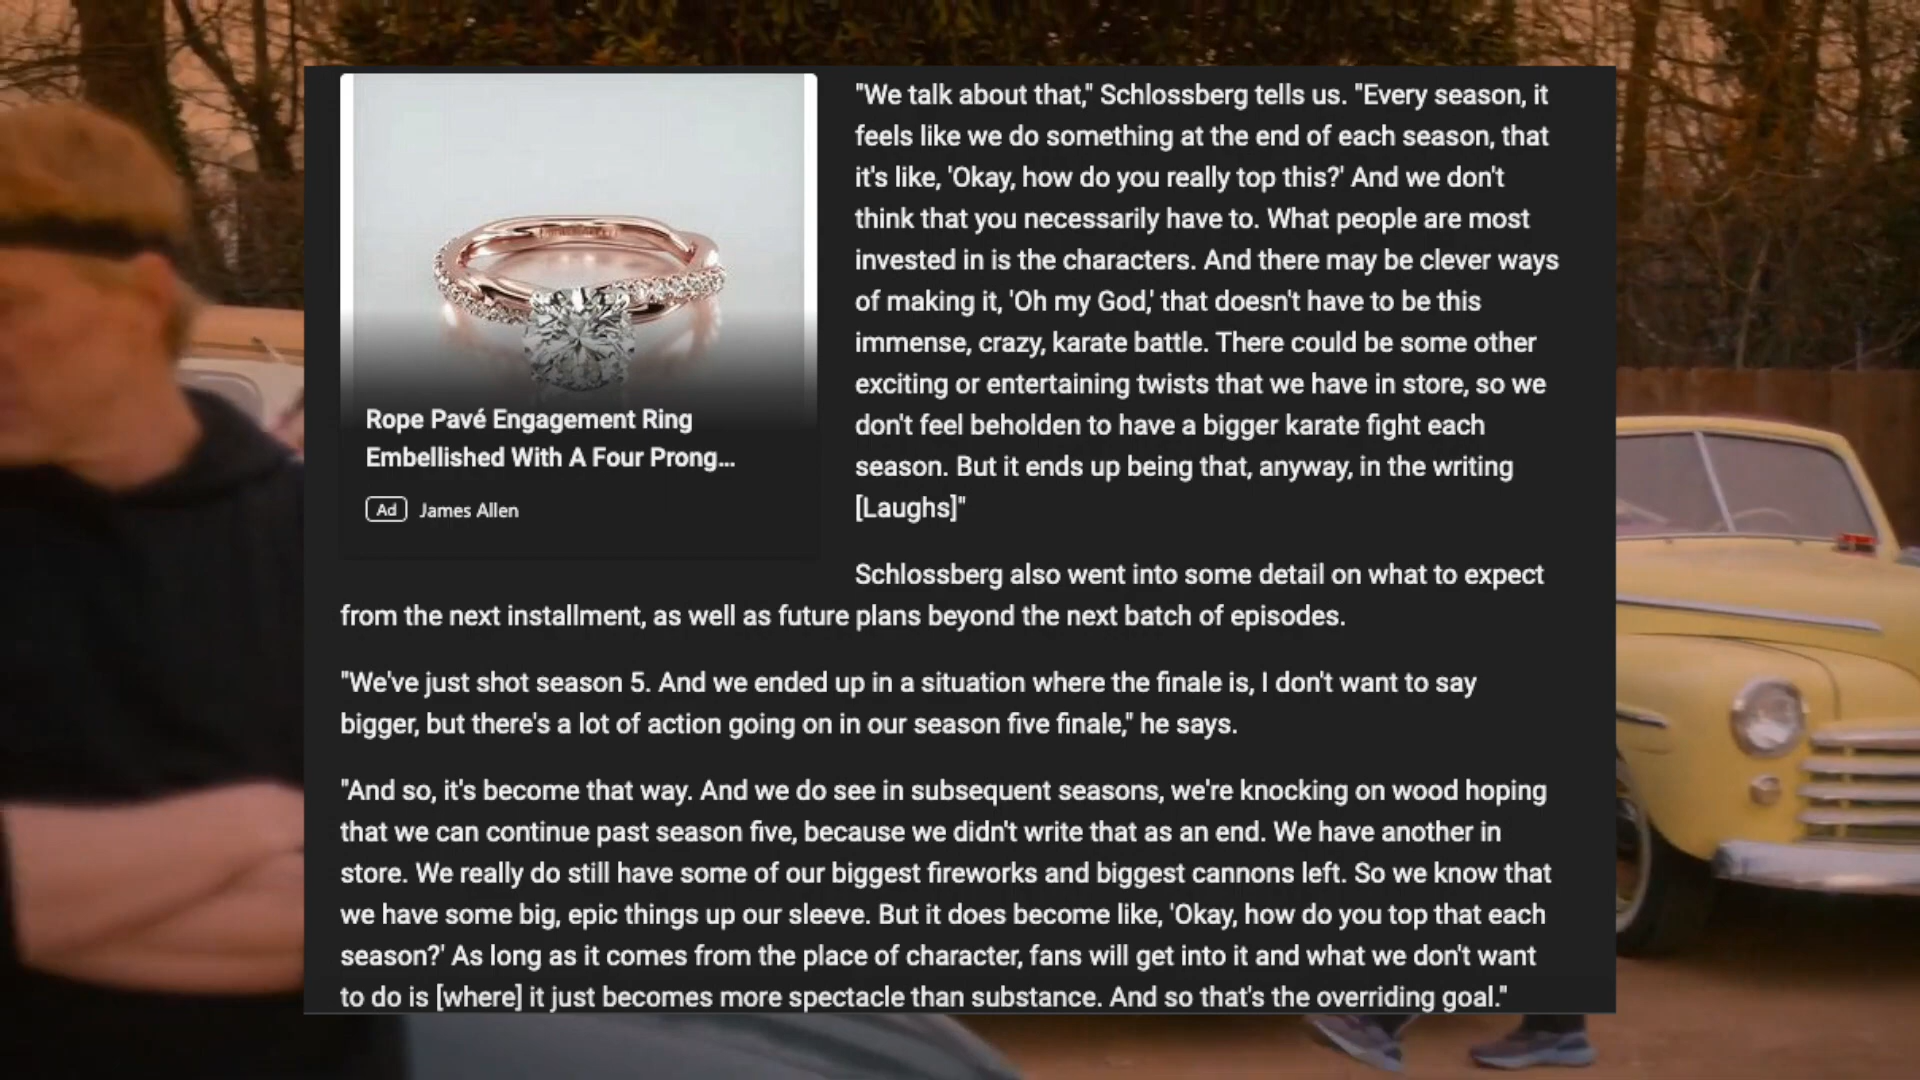 "We talk about that," Schlossberg tells us. "Every season, it
feels like we do something at the end of each season, that
it's like, 'Okay, how do you really top this?' And we don't
think that you necessarily have to. What people are most
invested in is the characters. And there may be clever ways
of making it, 'Oh my God,' that doesn't have to be this
immense, crazy, karate battle. There could be some other
exciting or entertaining twists that we have in store, so we
don't feel beholden to have a bigger karate fight each
season. But it ends up being that, anyway, in the writing
[Laughs]"
Rope Pavé Engagement Ring
Embellished With A Four Prong...
Ad James Allen
Schlossberg also went into some detail on what to expect
from the next installment, as well as future plans beyond the next batch of episodes.
"We've just shot season 5. And we ended up in a situation where the finale is, I don't want to say
bigger, but there's a lot of action going on in our season five finale," he says.
"And so, it's become that way. And we do see in subsequent seasons, we're knocking on wood hoping
that we can continue past season five, because we didn't write that as an end. We have another in
store. We really do still have some of our biggest fireworks and biggest cannons left. So we know that
we have some big, epic things up our sleeve. But it does become like, 'Okay, how do you top that each
season?' As long as it comes from the place of character, fans will get into it and what we don't want
to do is [where] it just becomes more spectacle than substance. And so that's the overriding goal."